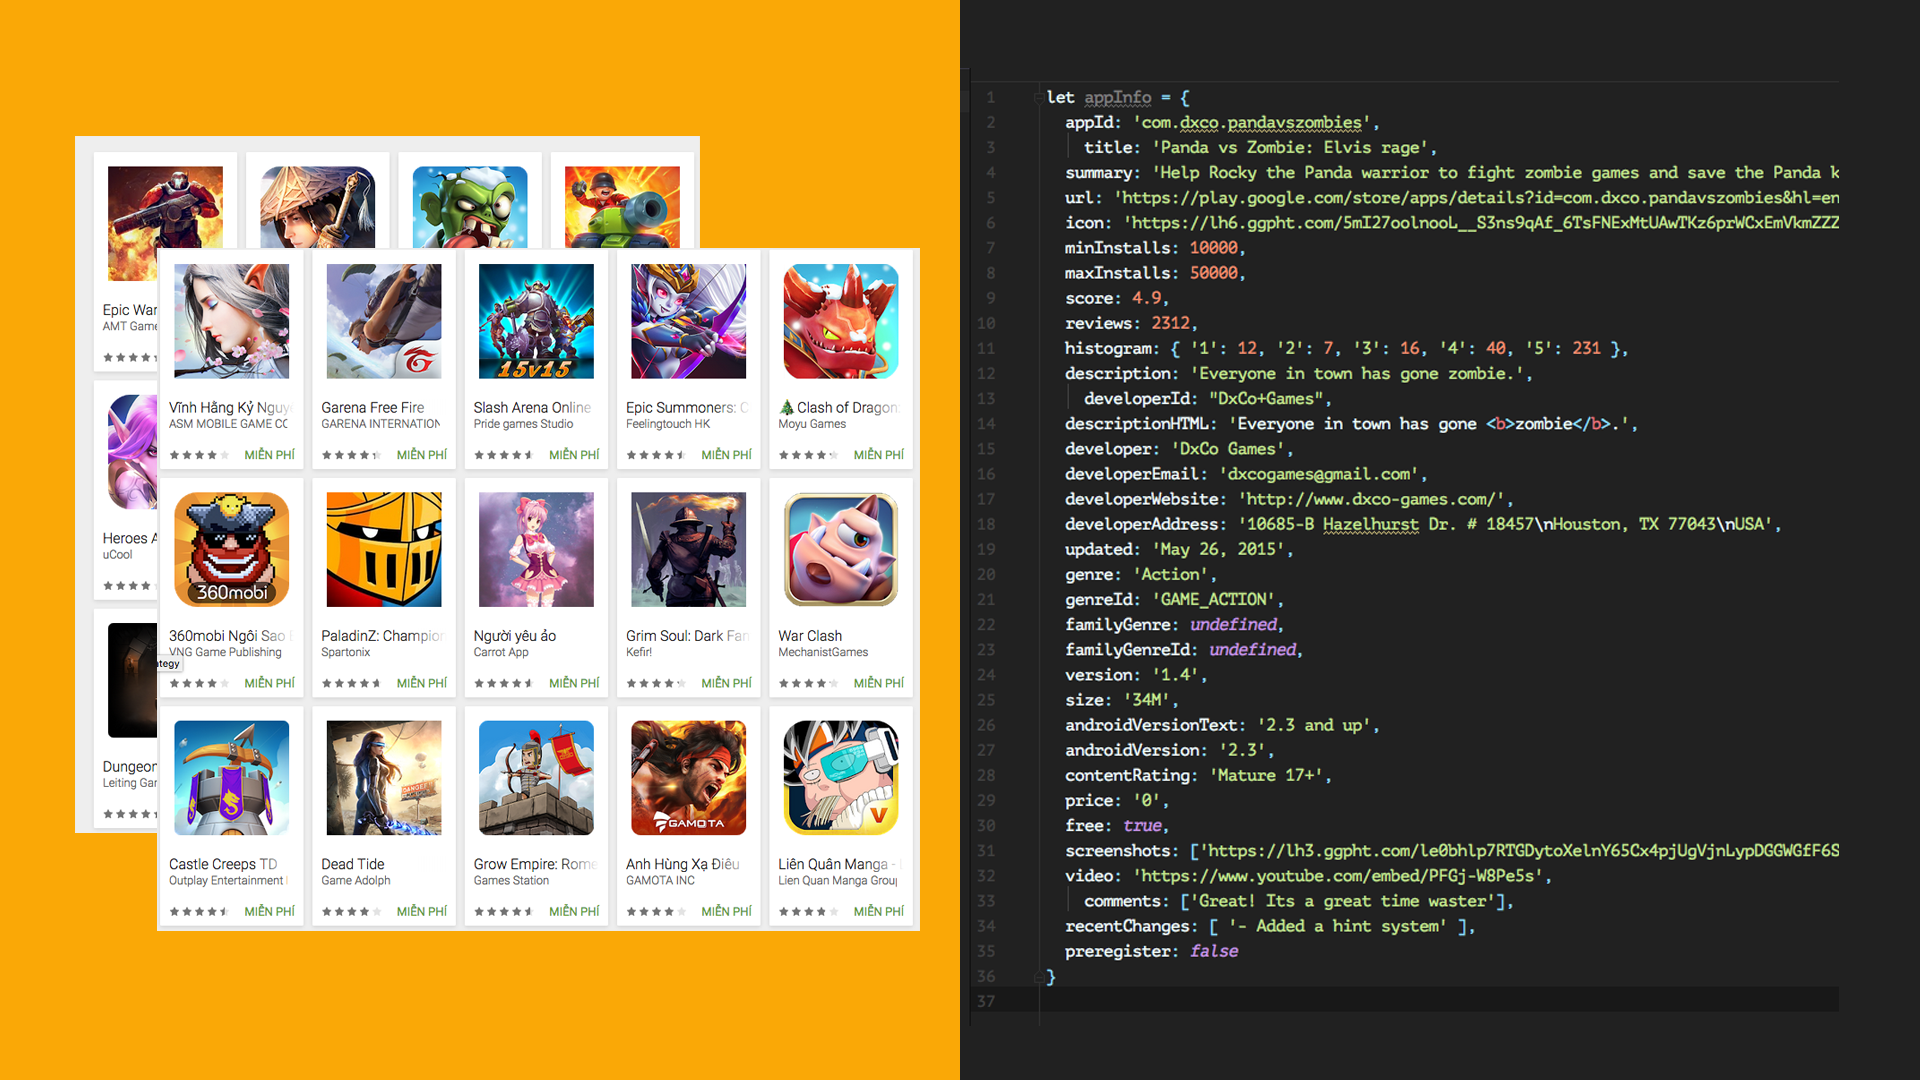 Epic War
AMT Game
Heroes A
uCool
Dungeon
Leiting Gar
ategy
15v15
Vĩnh Hằng Kỷ Nguy
Garena Free Fire
Slash Arena Online
Epic Summoners: C
🎄Clash of Dragon
ASM MOBILE GAME CO
GARENA INTERNATION
Pride games Studio
Feelingtouch HK
Moyu Games
MIỄN PHÍ
MIỄN PHÍ
MIỄN PHÍ
MIỄN PHÍ
MIỄN PHÍ
360mobi
360mobi Ngôi Sao
PaladinZ: Champion
Người yêu ảo
Grim Soul: Dark Fan
War Clash
VNG Game Publishing
Spartonix
Carrot App
Kefir!
MechanistGames
MIỄN PHÍ
MIỄN PHÍ
MIỄN PHÍ
MIỄN PHÍ
MIỄN PHÍ
DANGER
GAMOTA
V
Castle Creeps TD
Dead Tide
Grow Empire: Rome
Anh Hùng Xạ Điêu
Liên Quân Manga -
Outplay Entertainment
Game Adolph
Games Station
GAMOTA INC
Lien Quan Manga Group
MIỄN PHÍ
MIỄN PHÍ
MIỄN PHÍ
MIỄN PHÍ
MIỄN PHÍ
1 let appInfo = {
2 appId: 'com.dxco.pandavszombies',
3 title: 'Panda vs Zombie: Elvis rage',
4 summary: 'Help Rocky the Panda warrior to fight zombie games and save the Panda k
5 url: 'https://play.google.com/store/apps/details?id=com.dxco.pandavszombies&hl=en
6 icon: 'https://lh6.ggpht.com/5mI27oolnooL__S3ns9qAf_6TsFNExMtUAwTKz6prWCxEmVkmZZZ
7 minInstalls: 10000,
8 maxInstalls: 50000,
9 score: 4.9,
10 reviews: 2312,
11 histogram: { '1': 12, '2': 7, '3': 16, '4': 40, '5': 231 },
12 description: 'Everyone in town has gone zombie.',
13 developerId: "DxCo+Games",
14 descriptionHTML: 'Everyone in town has gone <b>zombie</b>.',
15 developer: 'DxCo Games',
16 developerEmail: 'dxcogames@gmail.com',
17 developerWebsite: 'http://www.dxco-games.com/',
18 developerAddress: '10685-B Hazelhurst Dr. # 18457\nHouston, TX 77043\nUSA',
19 updated: 'May 26, 2015',
20 genre: 'Action',
21 genreId: 'GAME_ACTION',
22 familyGenre: undefined,
23 familyGenreId: undefined,
24 version: '1.4',
25 size: '34M',
26 androidVersionText: '2.3 and up',
27 androidVersion: '2.3',
28 contentRating: 'Mature 17+',
29 price: '0',
30 free: true,
31 screenshots: ['https://lh3.ggpht.com/le0bhlp7RTGDytoXelnY65Cx4pjUgVjnLypDGGWGfF6S
32 video: 'https://www.youtube.com/embed/PFGj-W8Pe5s',
33 comments: ['Great! Its a great time waster'],
34 recentChanges: [ '- Added a hint system' ],
35 preregister: false
36 }
37